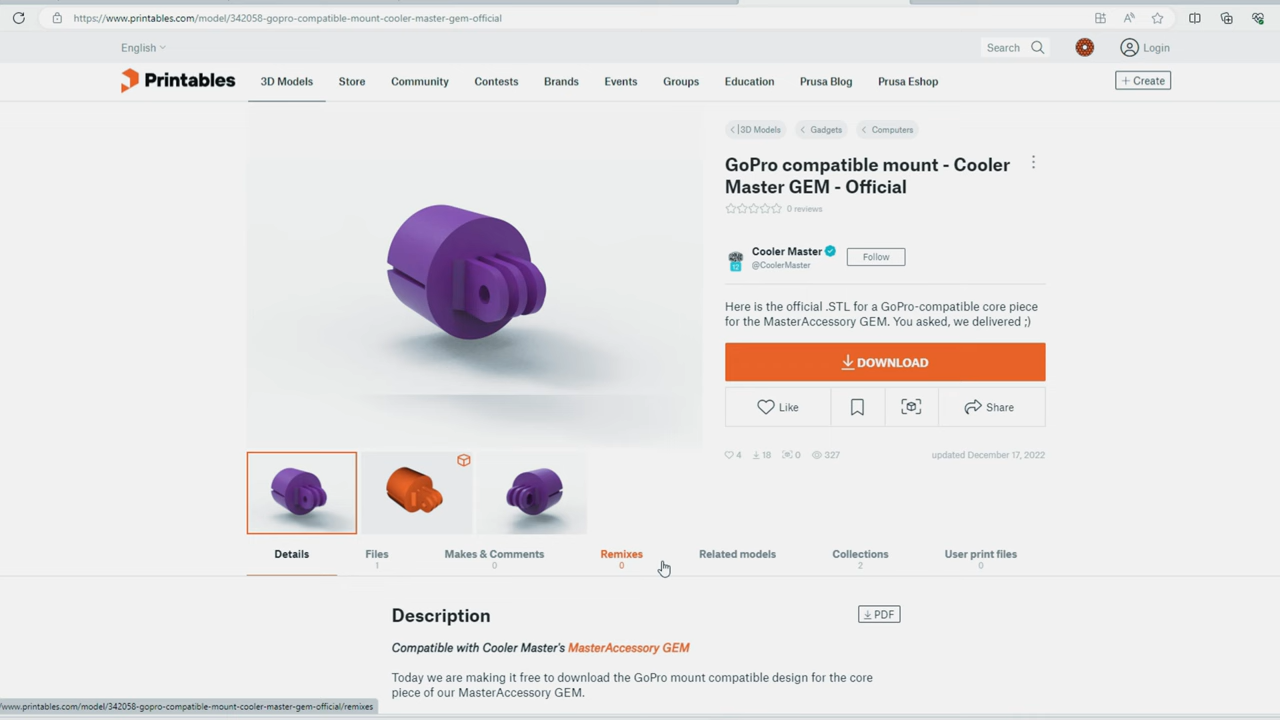 https://www.printables.com/model/342058-gopro-compatible-mount-cooler-master-gem-official
English
Search
Login
Printables
3D Models
Store
Community
Contests
Brands
Events
Groups
Education
Prusa Blog
Prusa Eshop
+ Create
3D Models
Gadgets
Computers
GoPro compatible mount - Cooler
Master GEM - Official
0 reviews
Cooler Master
@CoolerMaster
Follow
Here is the official .STL for a GoPro-compatible core piece
for the MasterAccessory GEM. You asked, we delivered ;)
DOWNLOAD
Like
Share
4
18
0
327
updated December 17, 2022
Details
Files
1
Makes & Comments
0
Remixes
0
Related models
Collections
2
User print files
0
Description
PDF
Compatible with Cooler Master's MasterAccessory GEM
Today we are making it free to download the GoPro mount compatible design for the core
piece of our MasterAccessory GEM.
/www.printables.com/model/342058-gopro-compatible-mount-cooler-master-gem-official/remixes